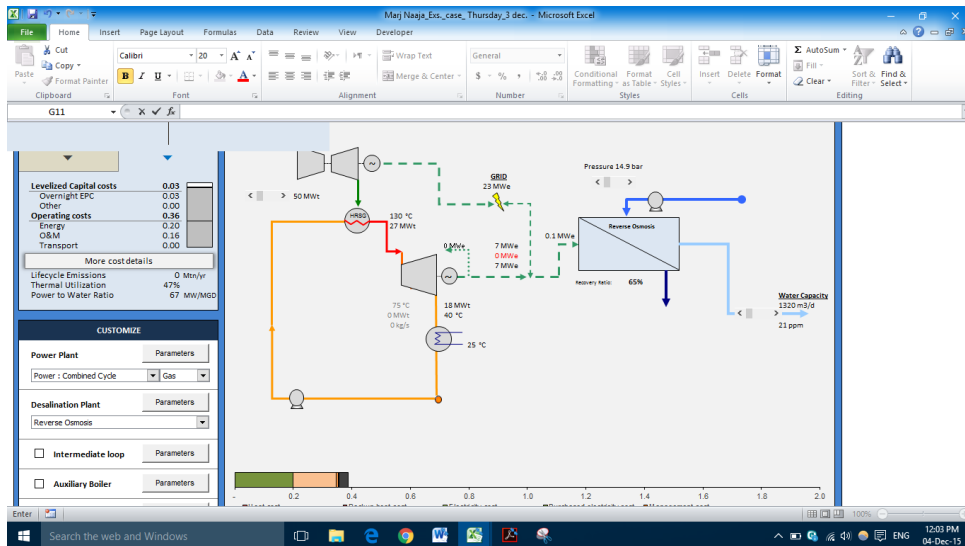 Marj Naaja_Exs._case_ Thursday_3 dec. - Microsoft Excel
File Home Insert Page Layout Formulas Data Review View Developer
Cut
Copy
Format Painter
Paste
Clipboard
Calibri 20
B I U
Font
Wrap Text
Merge & Center
Alignment
General
$ % ,
Number
Conditional Formatting
Format as Table
Cell Styles
Styles
Insert Delete Format
Cells
AutoSum
Fill
Clear
Sort & Filter
Find & Select
Editing
G11 fx
Levelized Capital costs 0.03
Overnight EPC 0.03
Other 0.00
Operating costs 0.36
Energy 0.20
O&M 0.16
Transport 0.00
More cost details
Lifecycle Emissions 0 Mtn/yr
Thermal Utilization 47%
Power to Water Ratio 67 MW/MGD
CUSTOMIZE
Power Plant Parameters
Power : Combined Cycle Gas
Desalination Plant Parameters
Reverse Osmosis
Intermediate loop Parameters
Auxiliary Boiler Parameters
50 MWt
HRSG
130 °C
27 MWt
GRID
23 MWe
0 MWe
7 MWe
0 MWe
7 MWe
0.1 MWe
75 °C
0 MWt
0 kg/s
18 MWt
40 °C
25 °C
Pressure 14.9 bar
Reverse Osmosis
Recovery Ratio: 65%
Water Capacity
1320 m3/d
21 ppm
- 0.2 0.4 0.6 0.8 1.0 1.2 1.4 1.6 1.8 2.0
Enter 100%
Search the web and Windows
ENG
12:03 PM
04-Dec-15